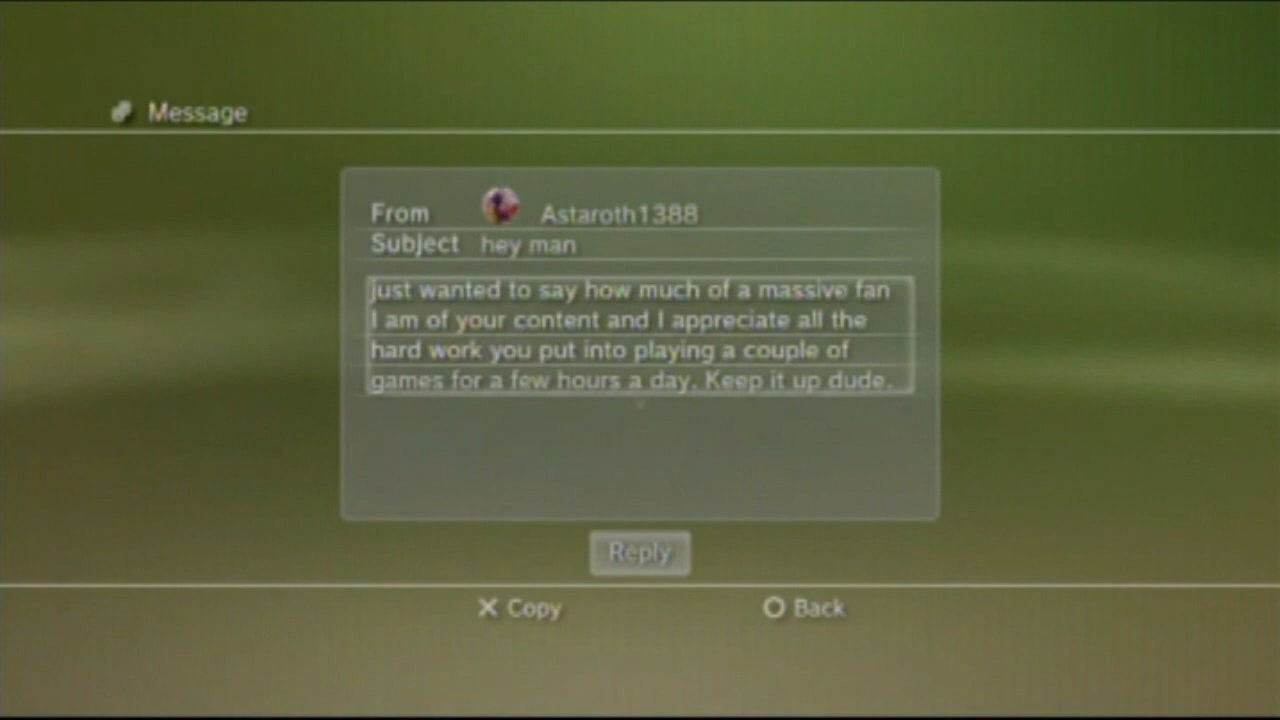 Message
From Astaroth1388
Subject hey man
just wanted to say how much of a massive fan
I am of your content and I appreciate all the
hard work you put into playing a couple of
games for a few hours a day. Keep it up dude.
Reply
Copy
Back